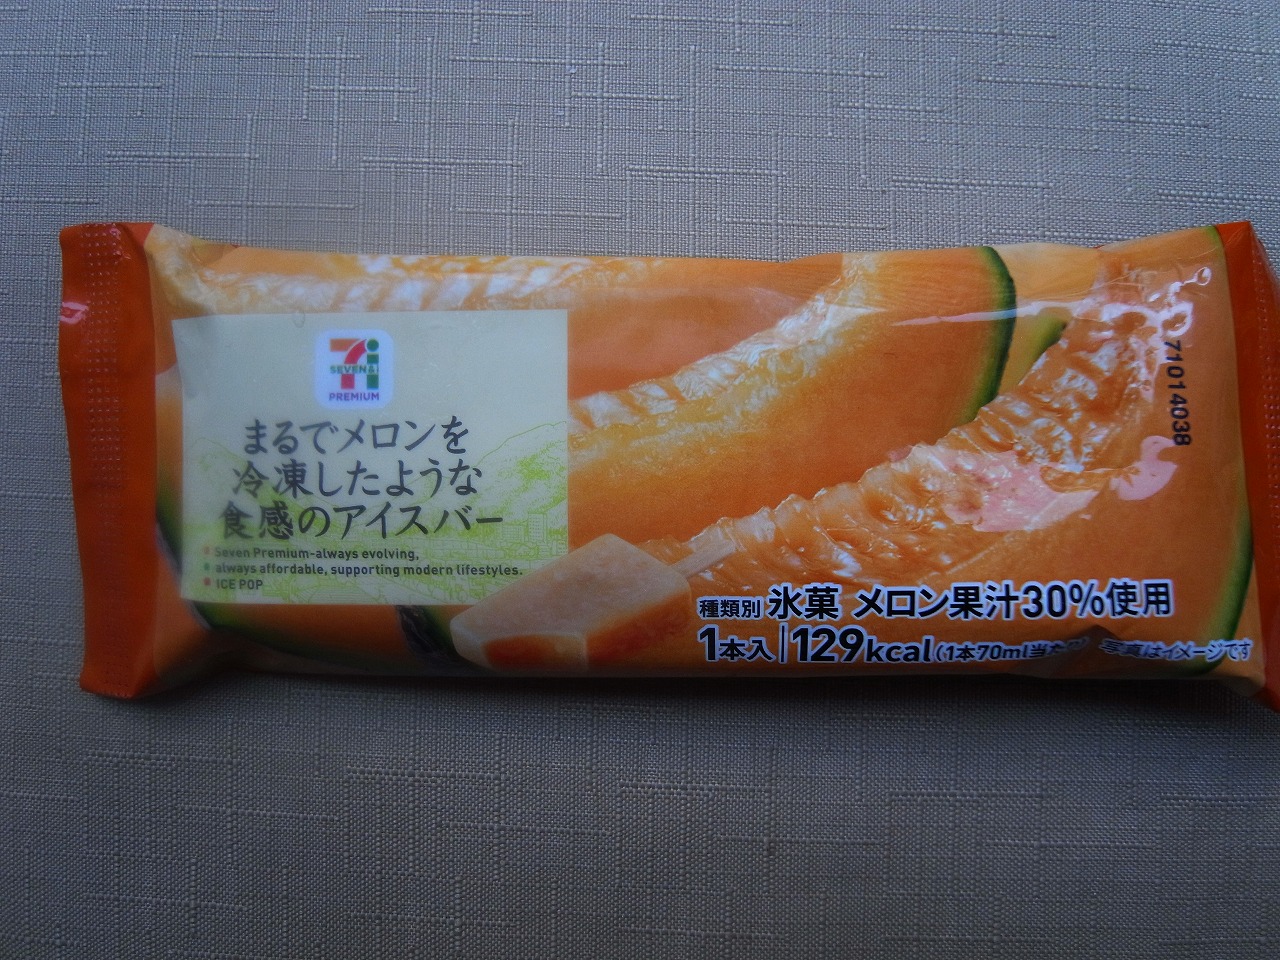 SEVEN&i
PREMIUM
まるでメロンを
冷凍したような
食感のアイスバー
Seven Premium-always evolving,
always affordable, supporting modern lifestyles.
ICE POP
71014038
種類別 氷菓 メロン果汁30%使用
1本入 129kcal (1本70ml当たり) 写真はイメージです